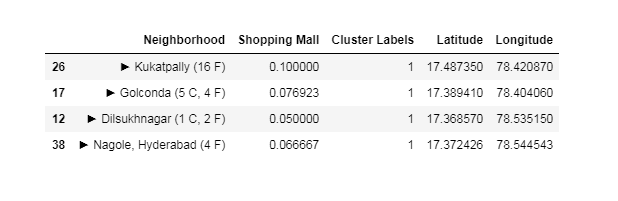 Neighborhood Shopping Mall Cluster Labels Latitude Longitude
26 ► Kukatpally (16 F) 0.100000 1 17.487350 78.420870
17 ► Golconda (5 C, 4 F) 0.076923 1 17.389410 78.404060
12 ► Dilsukhnagar (1 C, 2 F) 0.050000 1 17.368570 78.535150
38 ► Nagole, Hyderabad (4 F) 0.066667 1 17.372426 78.544543